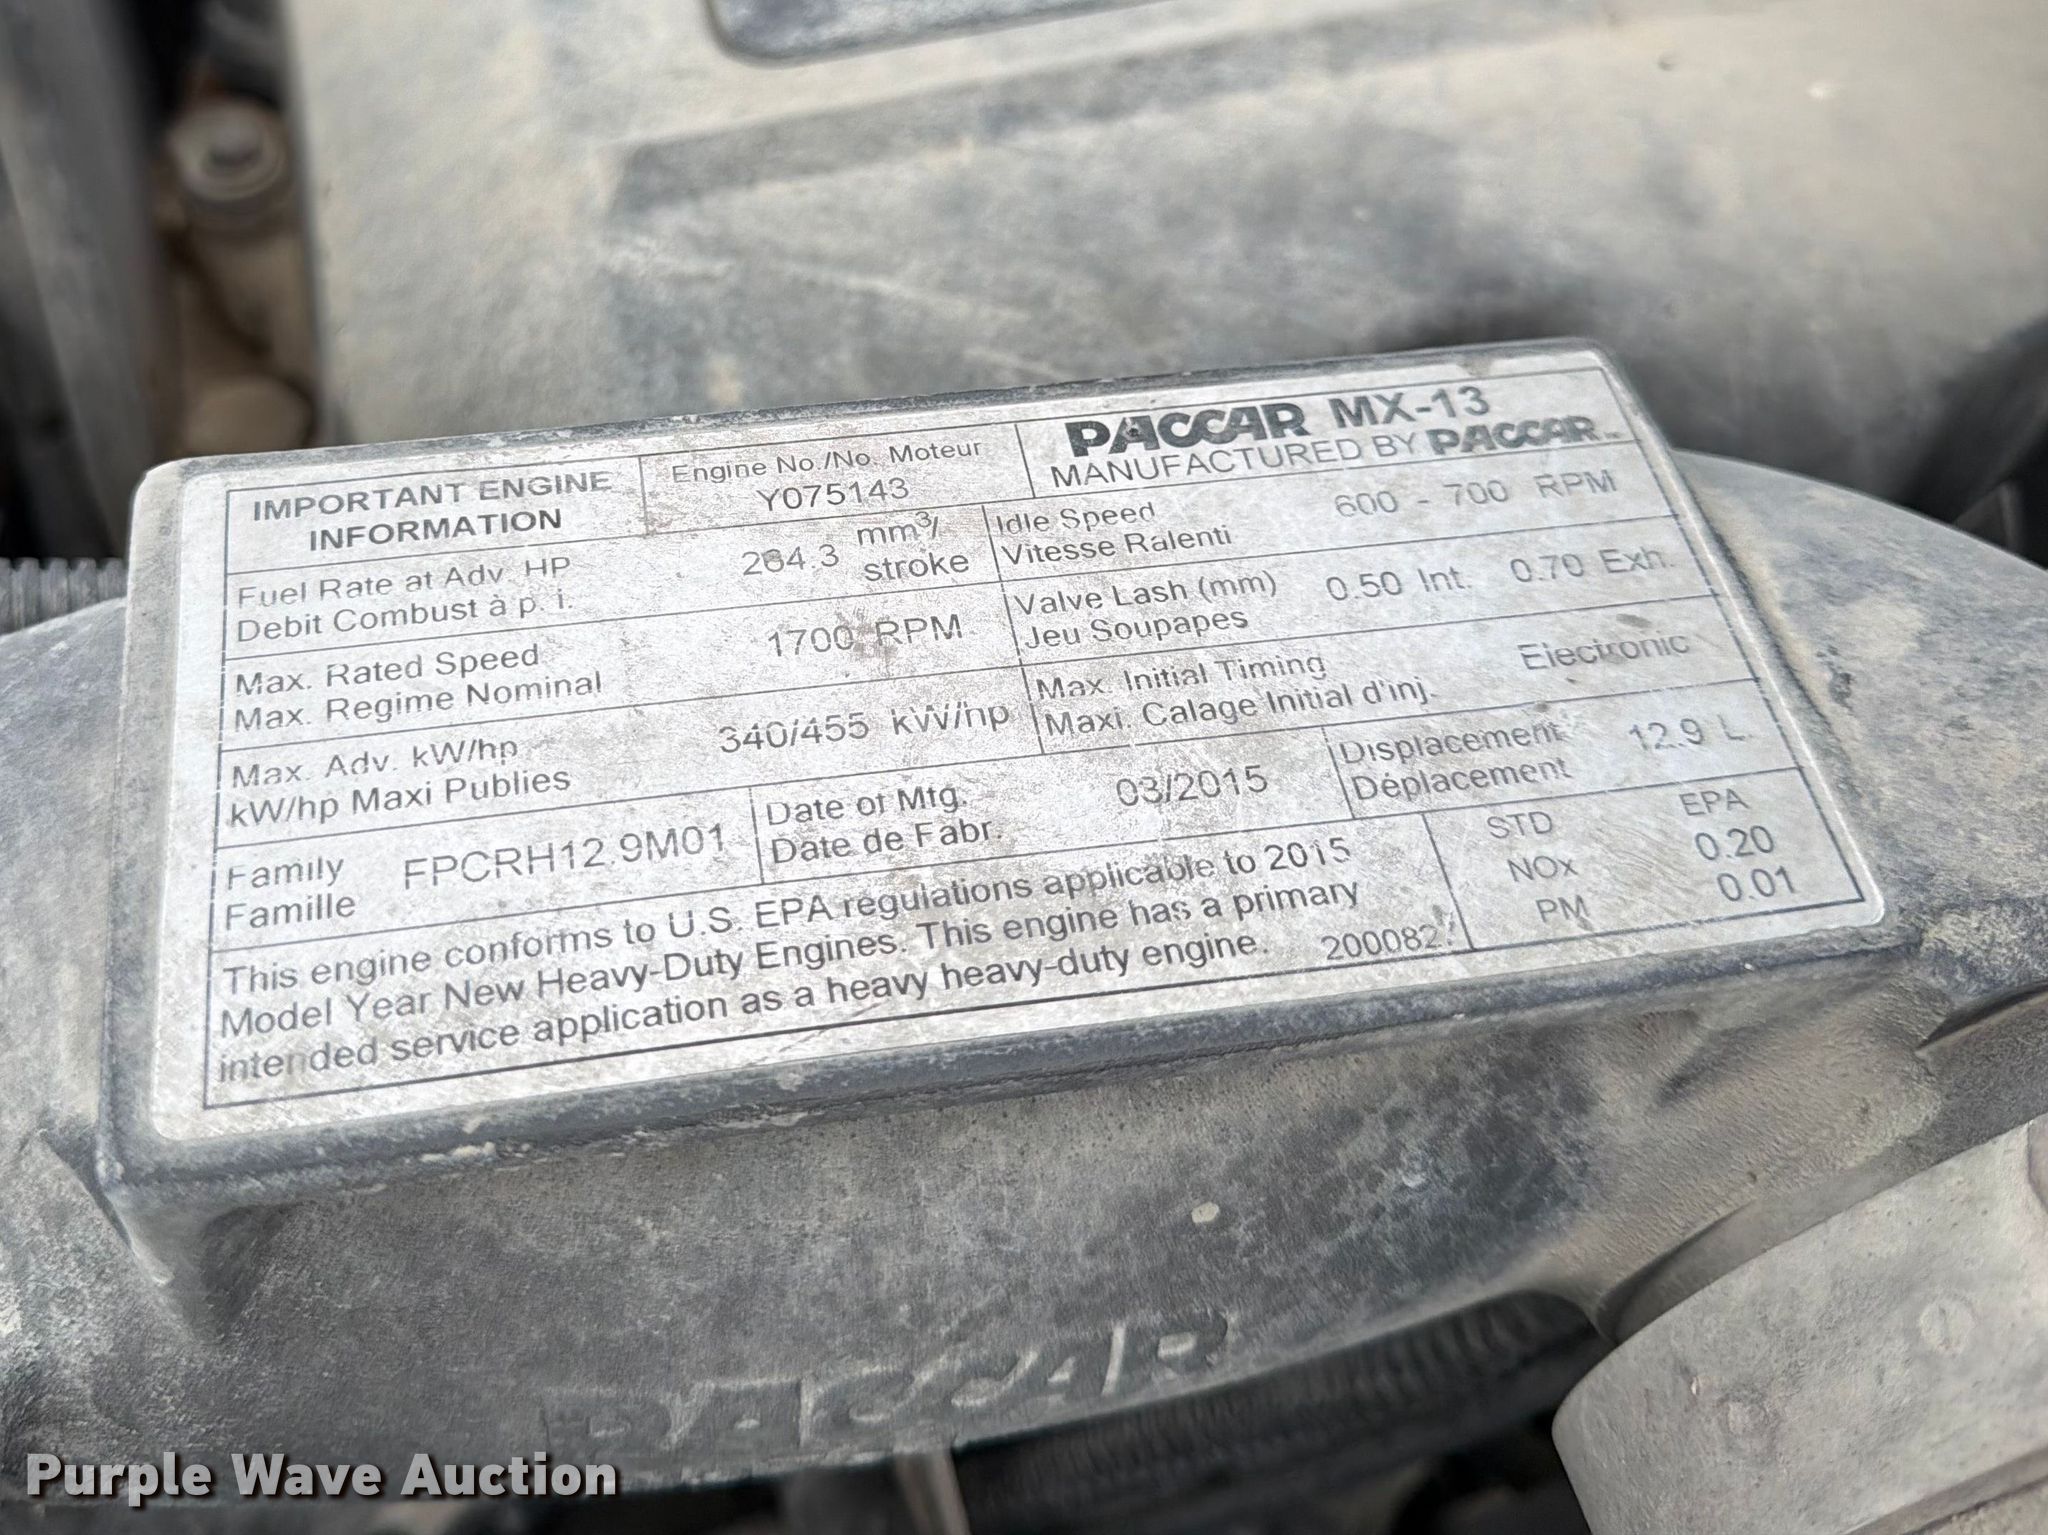 IMPORTANT ENGINE
INFORMATION
Engine No./No. Moteur
Y075143
PACCAR MX-13
MANUFACTURED BY PACCAR
Fuel Rate at Adv. HP
Debit Combust à p. i.
mm³/
stroke
Idle Speed
Vitesse Ralenti
600 - 700 RPM
Max. Rated Speed
Max. Regime Nominal
1700 RPM
Valve Lash (mm)
Jeu Soupapes
0.50 Int. 0.70 Exh.
Max. Adv. kW/hp
kW/hp Maxi Publies
340/455 kW/hp
Max. Initial Timing
Maxi. Calage Initial d'inj.
Electronic
Family
Famille
FPCRH12.9M01
Date of Mfg.
Date de Fabr.
03/2015
Displacement
Déplacement
12.9 L.
This engine conforms to U.S. EPA regulations applicable to 2015
Model Year New Heavy-Duty Engines. This engine has a primary
intended service application as a heavy heavy-duty engine.
STD EPA
NOx 0.20
PM 0.01
PACCAR
Purple Wave Auction